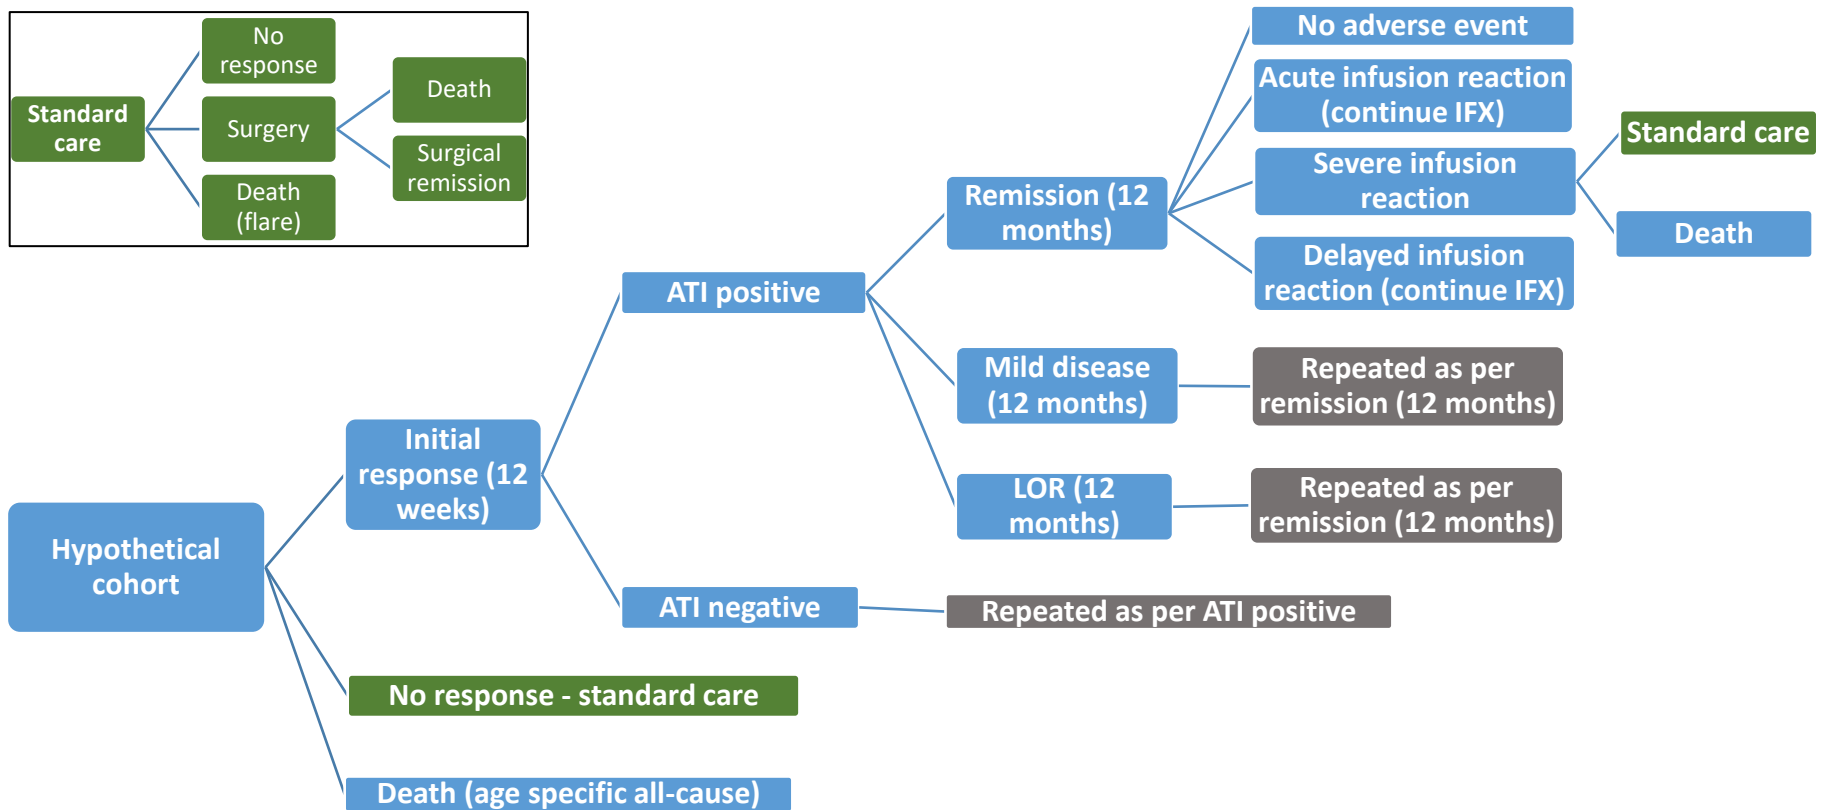 No
response
Standard
care
Surgery
Death
(flare)
Death
Surgical
remission
Hypothetical
cohort
Initial
response (12
weeks)
No response - standard care
Death (age specific all-cause)
ATI positive
ATI negative
Repeated as per ATI positive
Remission (12
months)
Mild disease
(12 months)
LOR (12
months)
No adverse event
Acute infusion reaction
(continue IFX)
Severe infusion
reaction
Delayed infusion
reaction (continue IFX)
Repeated as per
remission (12 months)
Repeated as per
remission (12 months)
Standard care
Death